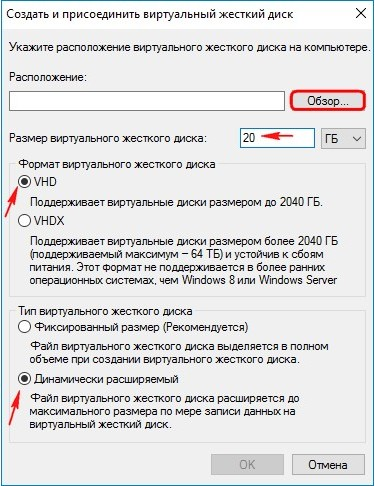 Создать и присоединить виртуальный жесткий диск
Укажите расположение виртуального жесткого диска на компьютере.
Расположение:
Обзор...
Размер виртуального жесткого диска: 20 ГБ
Формат виртуального жесткого диска
VHD
Поддерживает виртуальные диски размером до 2040 ГБ.
VHDX
Поддерживает виртуальные диски размером более 2040 ГБ
(поддерживаемый максимум – 64 ТБ) и устойчив к сбоям
питания. Этот формат не поддерживается в более ранних
операционных системах, чем Windows 8 или Windows Server
Тип виртуального жесткого диска
Фиксированный размер (Рекомендуется)
Файл виртуального жесткого диска выделяется в полном
объеме при создании виртуального жесткого диска.
Динамически расширяемый
Файл виртуального жесткого диска расширяется до
максимального размера по мере записи данных на
виртуальный жесткий диск.
ОК Отмена